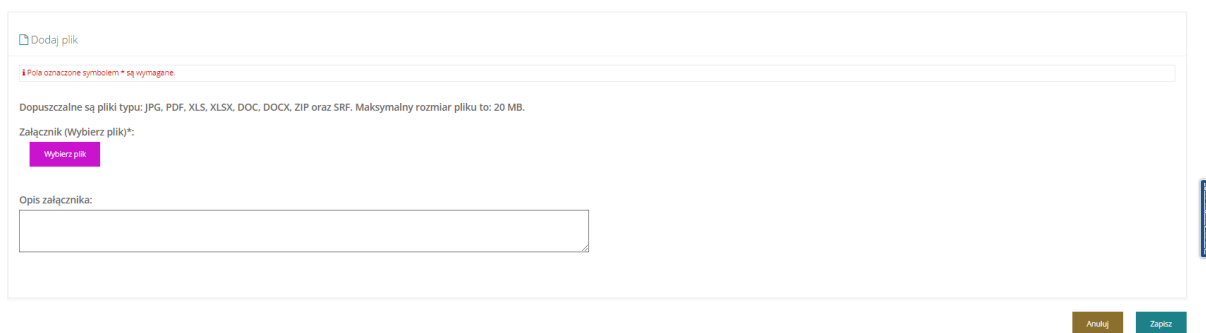 Dodaj plik
i Pola oznaczone symbolem * są wymagane.
Dopuszczalne są pliki typu: JPG, PDF, XLS, XLSX, DOC, DOCX, ZIP oraz SRF. Maksymalny rozmiar pliku to: 20 MB.
Załącznik (Wybierz plik)*:
Wybierz plik
Opis załącznika:
Anuluj
Zapisz